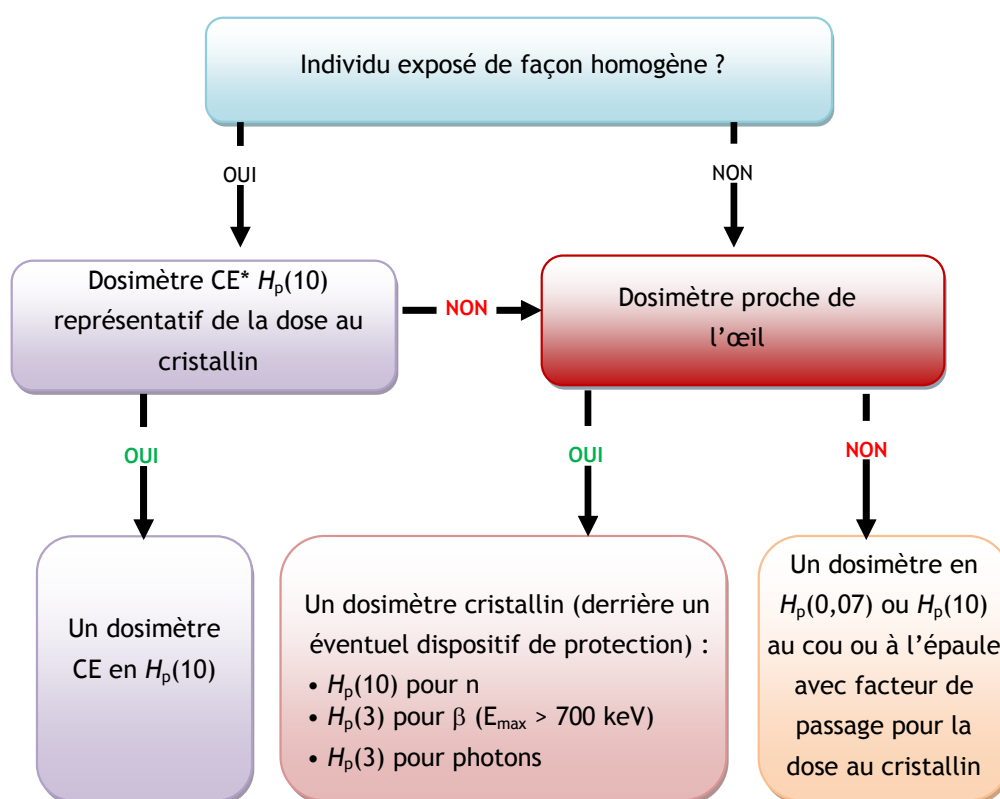 Individu exposé de façon homogène ?
OUI
NON
Dosimètre CE* Hp(10)
représentatif de la dose au
cristallin
NON
Dosimètre proche de
l’œil
OUI
OUI
NON
Un dosimètre
CE en Hp(10)
Un dosimètre cristallin (derrière un
éventuel dispositif de protection) :
• Hp(10) pour n
• Hp(3) pour β (Emax > 700 keV)
• Hp(3) pour photons
Un dosimètre en
Hp(0,07) ou Hp(10)
au cou ou à l’épaule
avec facteur de
passage pour la
dose au cristallin